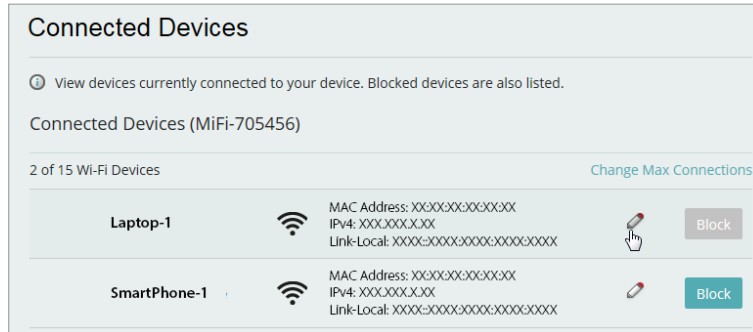 Connected Devices
View devices currently connected to your device. Blocked devices are also listed.
Connected Devices (MiFi-705456)
2 of 15 Wi-Fi Devices Change Max Connections
Laptop-1
MAC Address: XX:XX:XX:XX:XX:XX
IPv4: XXX.XXX.X.XX
Link-Local: XXXX::XXXX:XXXX:XXXX:XXXX
Block
SmartPhone-1
MAC Address: XX:XX:XX:XX:XX:XX
IPv4: XXX.XXX.X.XX
Link-Local: XXXX::XXXX:XXXX:XXXX:XXXX
Block